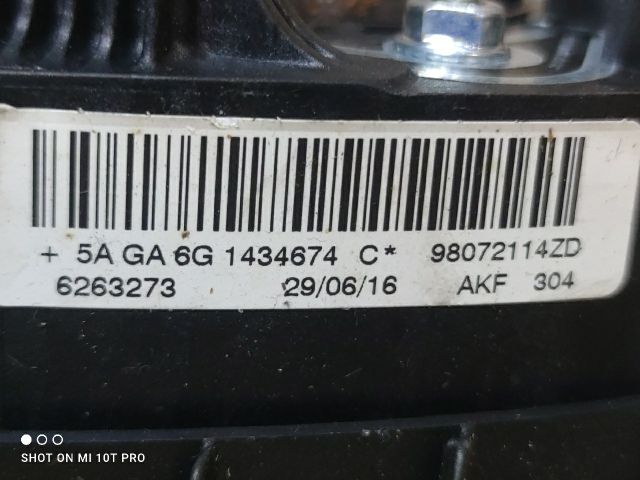 + 5A GA 6G 1434674 C* 98072114ZD
6263273 29/06/16 AKF 304
SHOT ON MI 10T PRO